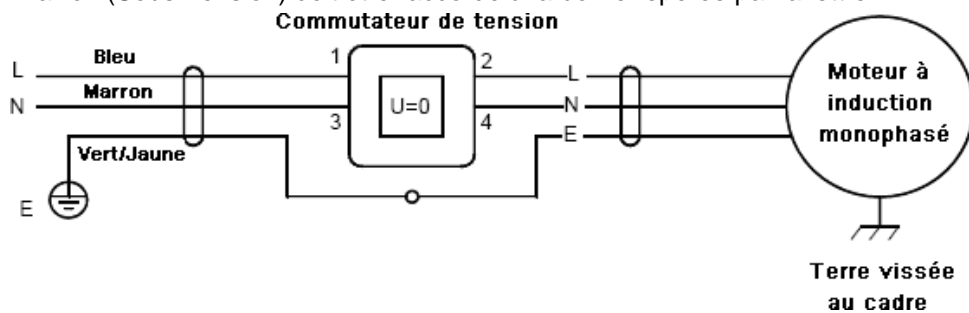 Commutateur de tension
L Bleu 1 2 L
N Marron 3 U=0 4 N
Vert/Jaune E
E
Moteur à
induction
monophasé
Terre vissée
au cadre